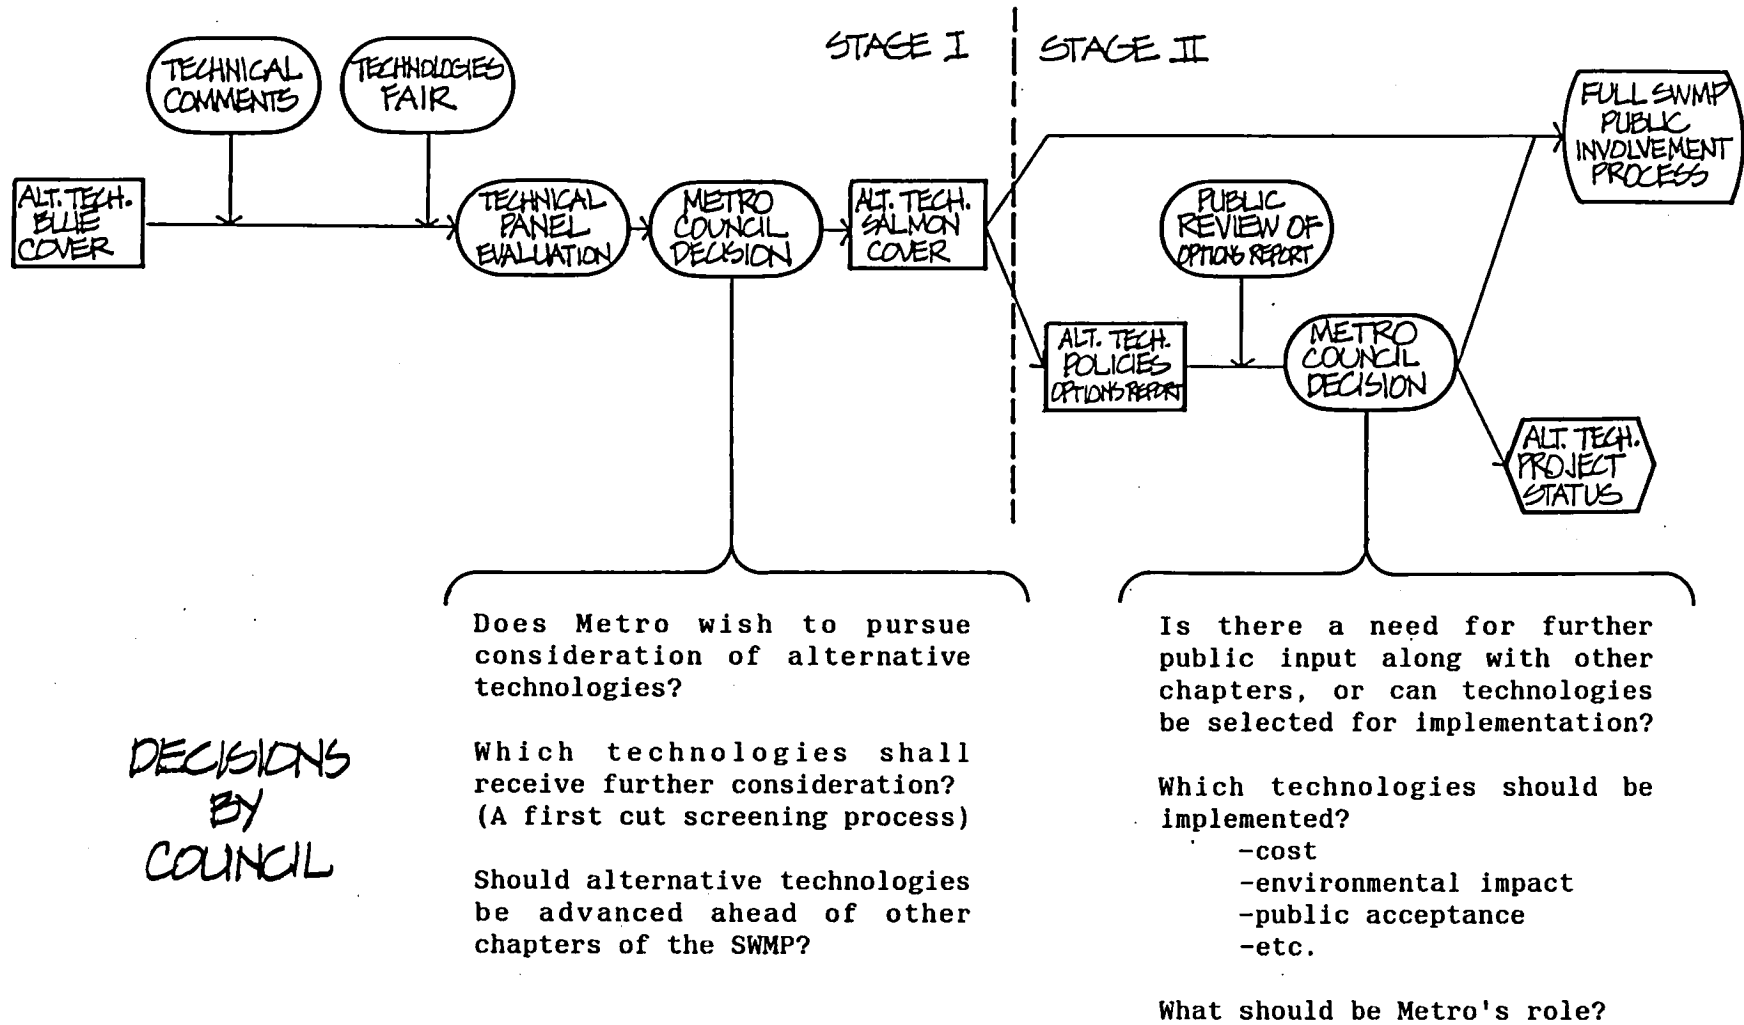 STAGE I
STAGE II
TECHNICAL
COMMENTS
TECHNOLOGIES
FAIR
FULL SWMP
PUBLIC
INVOLVEMENT
PROCESS
ALT. TECH.
BLUE
COVER
TECHNICAL
PANEL
EVALUATION
METRO
COUNCIL
DECISION
ALT. TECH.
SALMON
COVER
PUBLIC
REVIEW OF
OPTIONS REPORT
ALT. TECH.
POLICIES
OPTIONS REPORT
METRO
COUNCIL
DECISION
ALT. TECH.
PROJECT
STATUS
DECISIONS
BY
COUNCIL
Does Metro wish to pursue
consideration of alternative
technologies?
Which technologies shall
receive further consideration?
(A first cut screening process)
Should alternative technologies
be advanced ahead of other
chapters of the SWMP?
Is there a need for further
public input along with other
chapters, or can technologies
be selected for implementation?
Which technologies should be
implemented?
-cost
-environmental impact
-public acceptance
-etc.
What should be Metro's role?